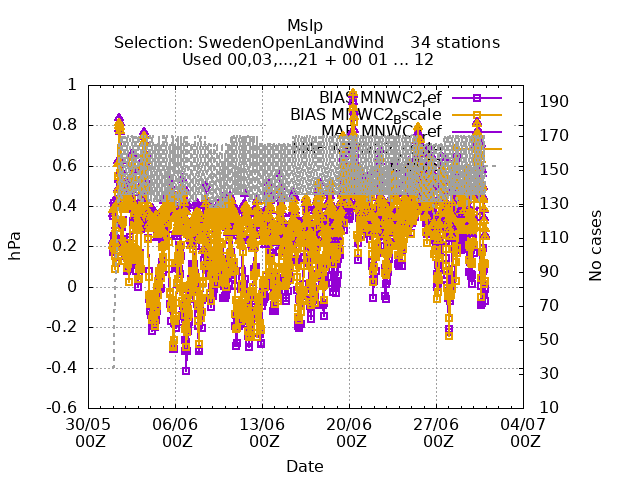 Mslp
Selection: SwedenOpenLandWind 34 stations
Used 00,03,...,21 + 00 01 ... 12
BIAS MNWC2_ref
BIAS MNWC2_Bscale
hPa
1
0.8
0.6
0.4
0.2
0
-0.2
-0.4
-0.6
190
170
150
130
110
90
70
50
30
10
No cases
30/05 06/06 13/06 20/06 27/06 04/07
00Z 00Z 00Z 00Z 00Z 00Z
Date